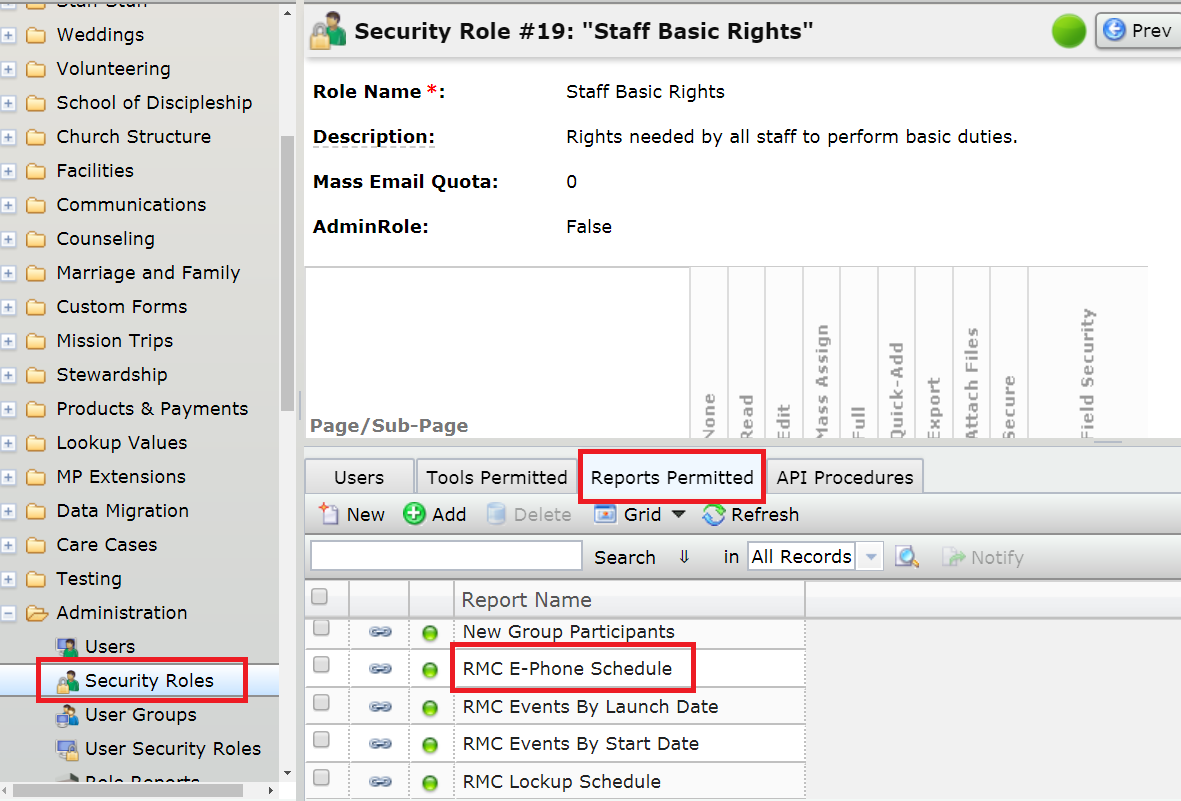 Staff Stuff
Weddings
Volunteering
School of Discipleship
Church Structure
Facilities
Communications
Counseling
Marriage and Family
Custom Forms
Mission Trips
Stewardship
Products & Payments
Lookup Values
MP Extensions
Data Migration
Care Cases
Testing
Administration
Users
Security Roles
User Groups
User Security Roles
Role Reports
Security Role #19: "Staff Basic Rights"
Prev
Role Name *: Staff Basic Rights
Description: Rights needed by all staff to perform basic duties.
Mass Email Quota: 0
AdminRole: False
Page/Sub-Page
None
Read
Edit
Mass Assign
Full
Quick-Add
Export
Attach Files
Secure
Field Security
Users Tools Permitted Reports Permitted API Procedures
New Add Delete Grid Refresh
Search in All Records Notify
Report Name
New Group Participants
RMC E-Phone Schedule
RMC Events By Launch Date
RMC Events By Start Date
RMC Lockup Schedule